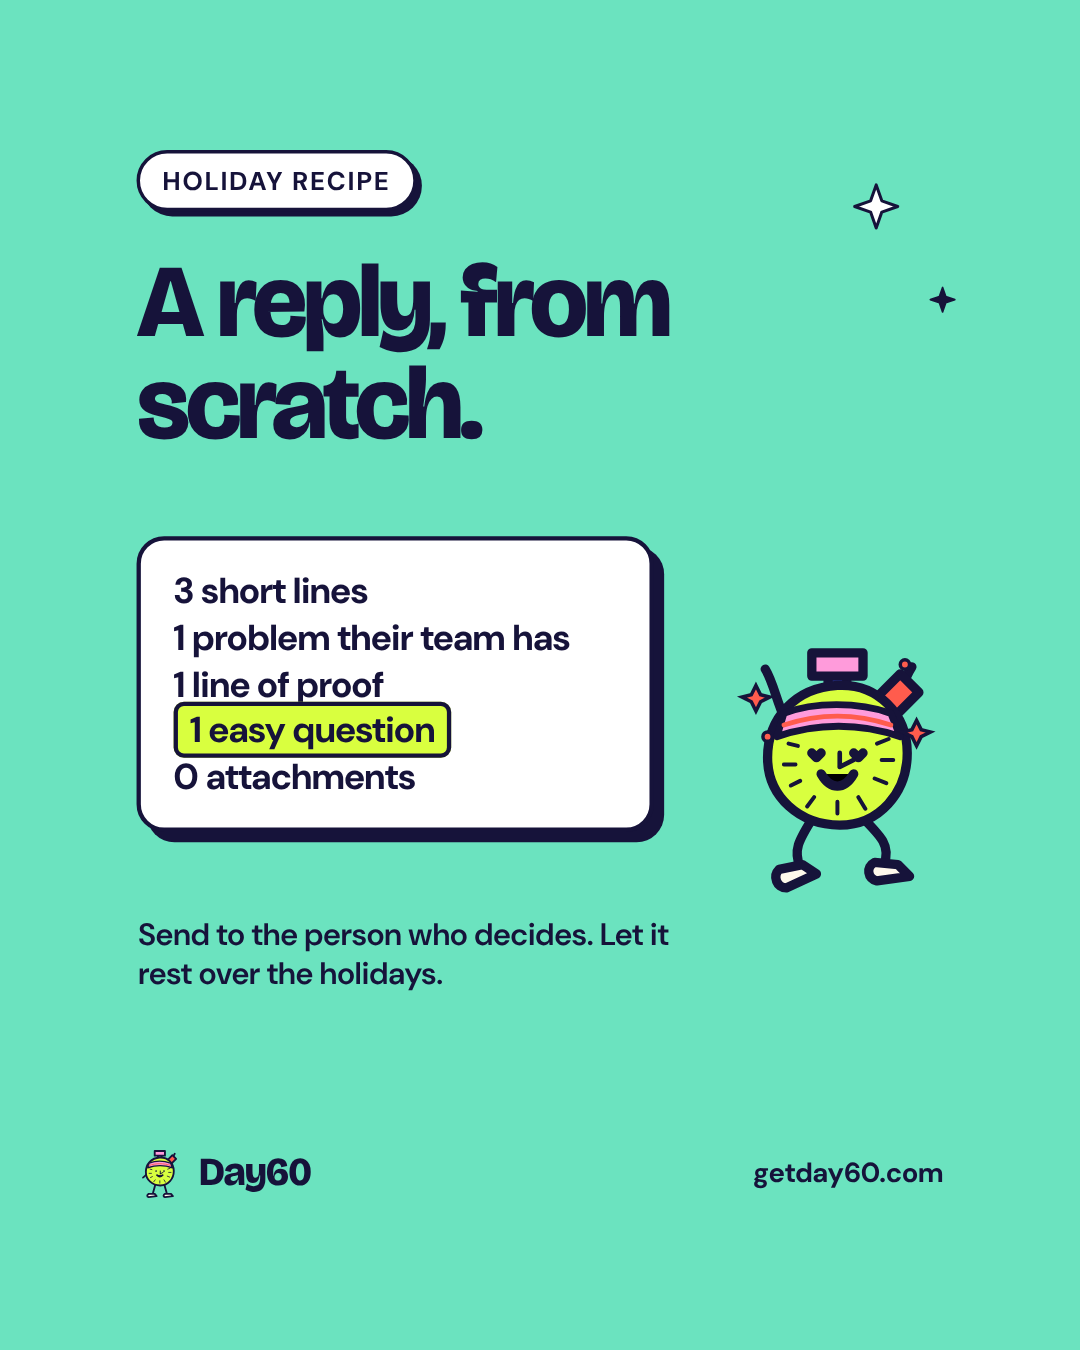 HOLIDAY RECIPE
A reply, from
scratch.
3 short lines
1 problem their team has
1 line of proof
1 easy question
0 attachments
Send to the person who decides. Let it
rest over the holidays.
Day60
getday60.com